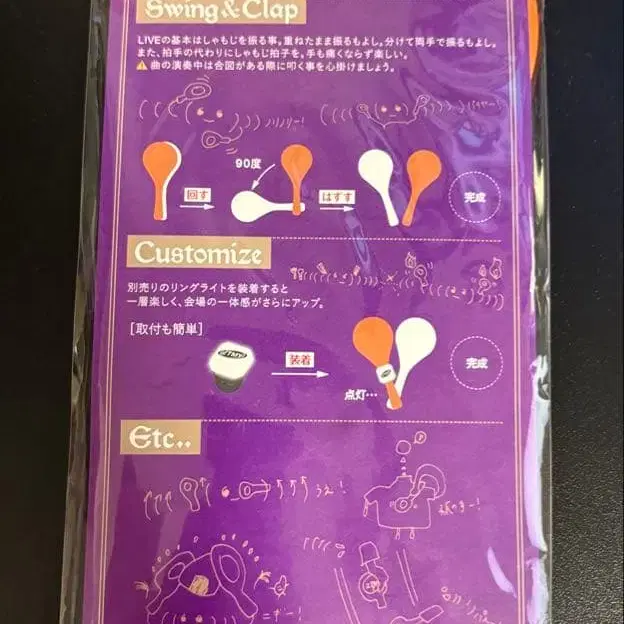 Swing&Clap
LIVEの基本はしゃもじを振る事。重ねたまま振るもよし。分けて両手で振るもよし。
また、拍手の代わりにしゃもじ拍子を。手も痛くならず楽しい。
⚠曲の演奏中は合図がある際に叩く事を心掛けましょう。
ノリノリー!
90度
回す
はずす
完成
Customize
別売りのリングライトを装着すると
一層楽しく、会場の一体感がさらにアップ。
[取付も簡単]
装着
点灯…
完成
Etc..
うぇ!